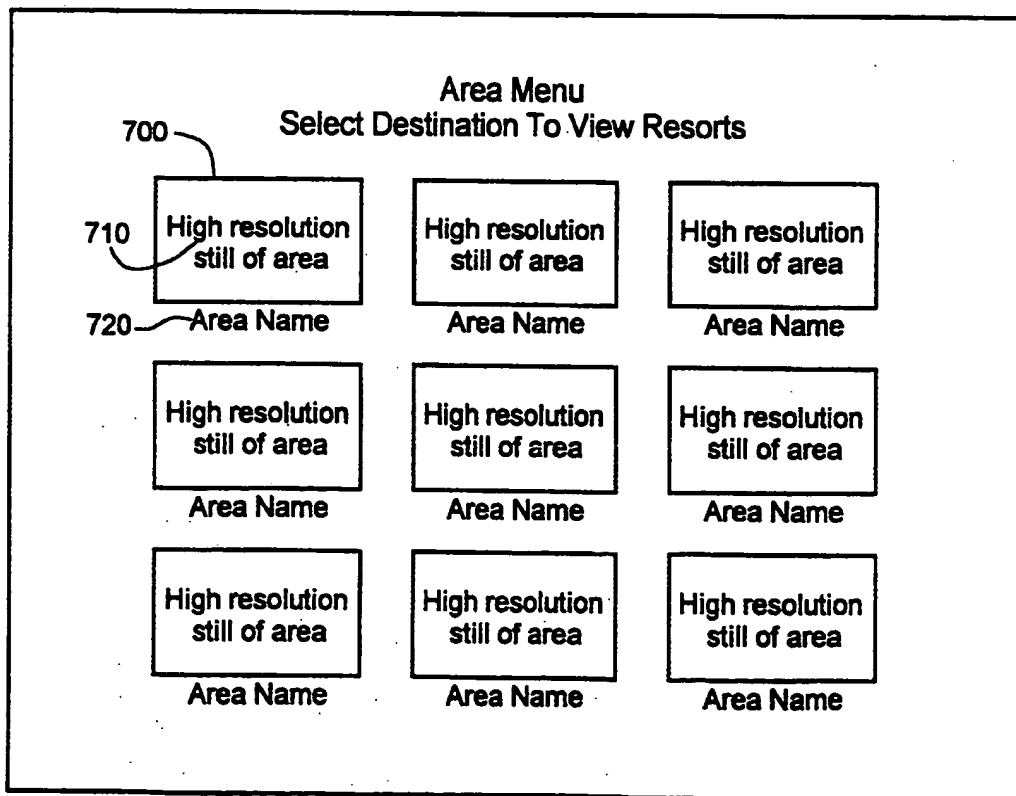 Area Menu
Select Destination To View Resorts
700
High resolution
still of area
High resolution
still of area
High resolution
still of area
710
720
Area Name
Area Name
Area Name
High resolution
still of area
High resolution
still of area
High resolution
still of area
Area Name
Area Name
Area Name
High resolution
still of area
High resolution
still of area
High resolution
still of area
Area Name
Area Name
Area Name